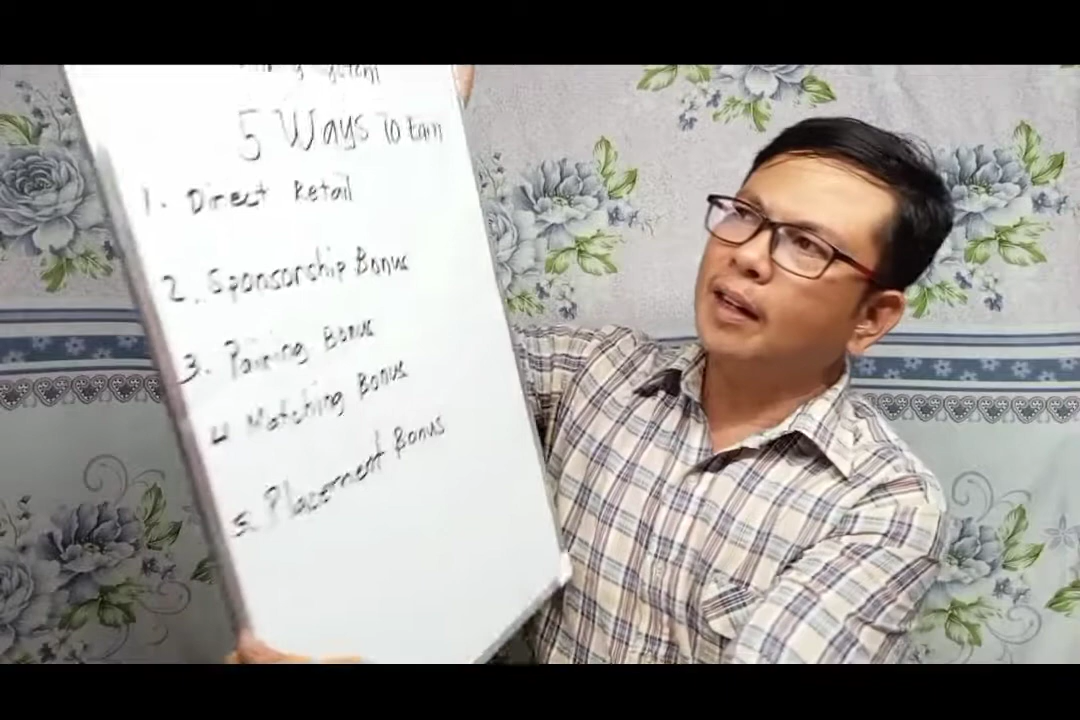 5 Ways To Earn
1. Direct Retail
2. Sponsorship Bonus
3. Pairing Bonus
4 Matching Bonus
5. Placement Bonus